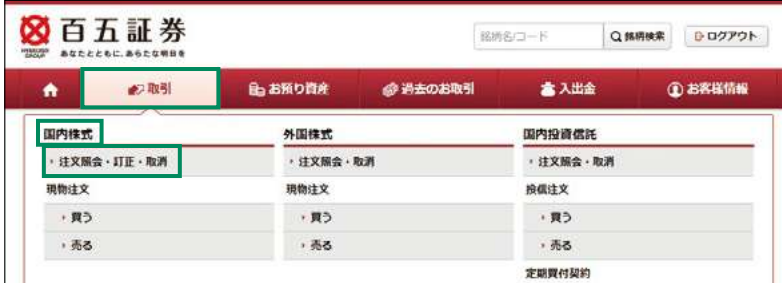 百五証券
HYAKUGO GROUP
あなたとともに、あらたな明日を
銘柄名/コード
銘柄検索
ログアウト
取引
お預り資産
過去のお取引
入出金
お客様情報
国内株式
外国株式
国内投資信託
注文照会・訂正・取消
注文照会・取消
注文照会・取消
現物注文
現物注文
投信注文
買う
買う
買う
売る
売る
売る
定期買付契約